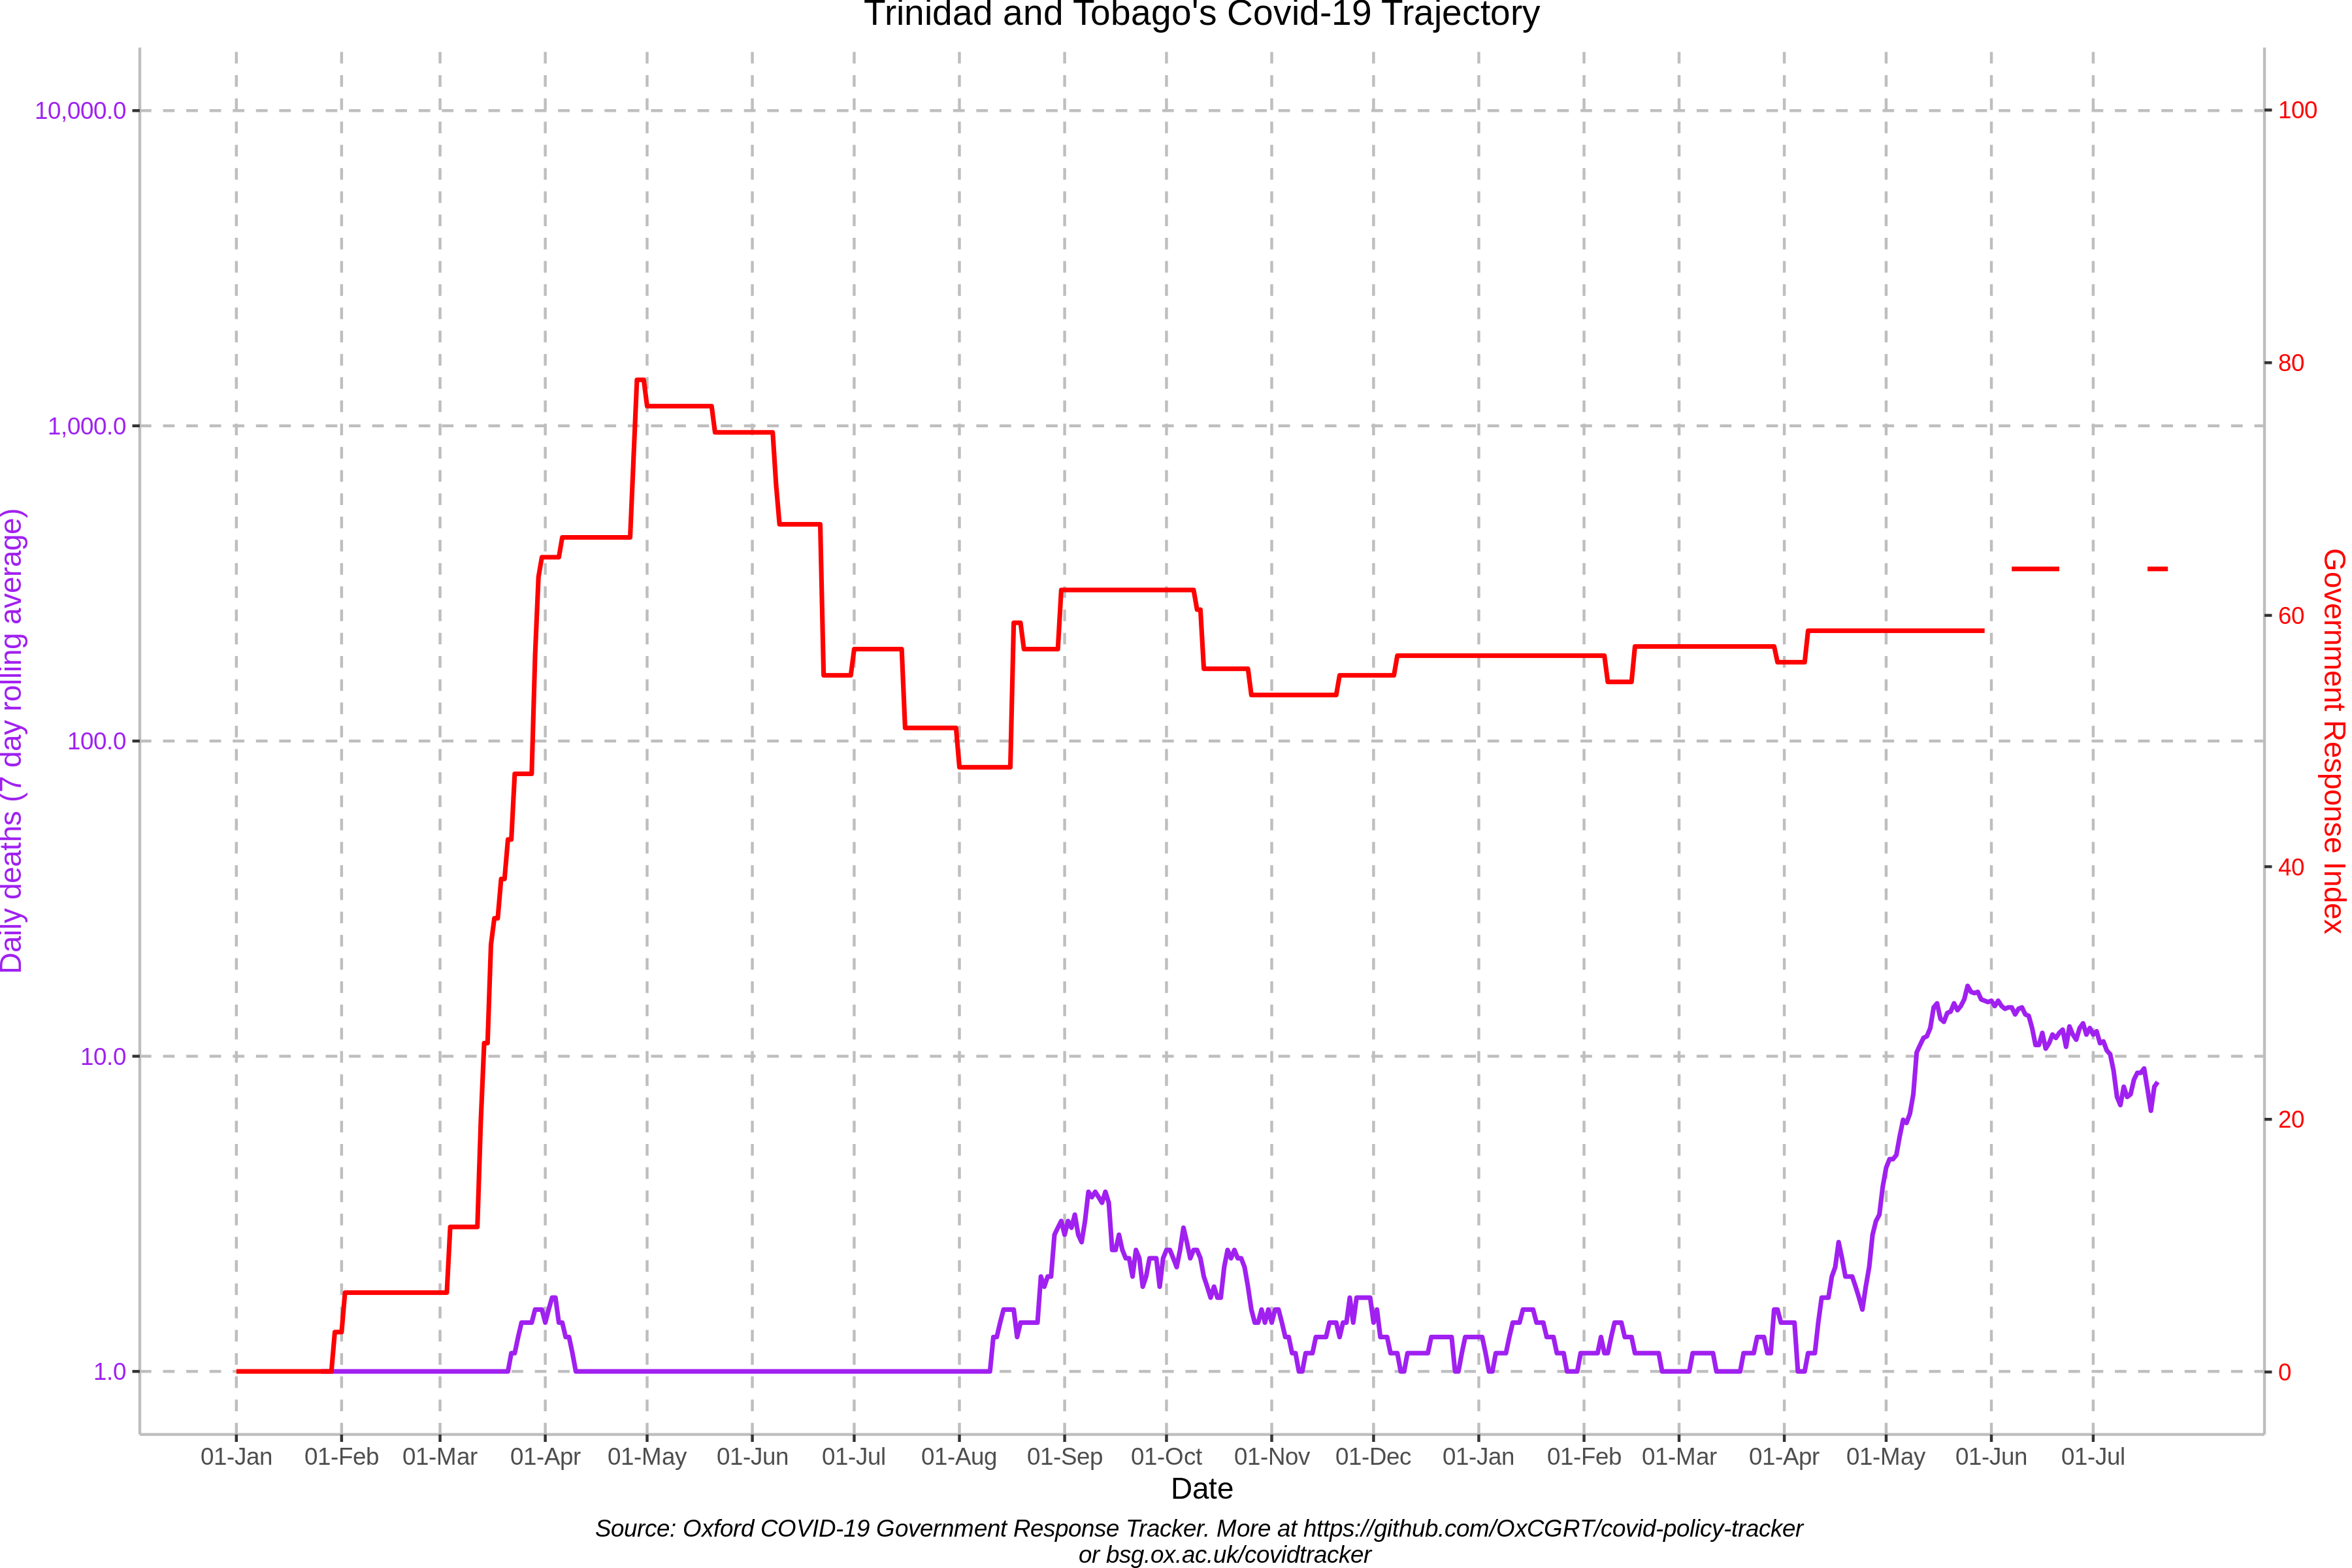 Trinidad and Tobago's Covid-19 Trajectory
Daily deaths (7 day rolling average)
10,000.0
1,000.0
100.0
10.0
1.0
100
80
60
40
20
0
Government Response Index
01-Jan
01-Feb
01-Mar
01-Apr
01-May
01-Jun
01-Jul
01-Aug
01-Sep
01-Oct
01-Nov
01-Dec
01-Jan
01-Feb
01-Mar
01-Apr
01-May
01-Jun
01-Jul
Date
Source: Oxford COVID-19 Government Response Tracker. More at https://github.com/OxCGRT/covid-policy-tracker
or bsg.ox.ac.uk/covidtracker